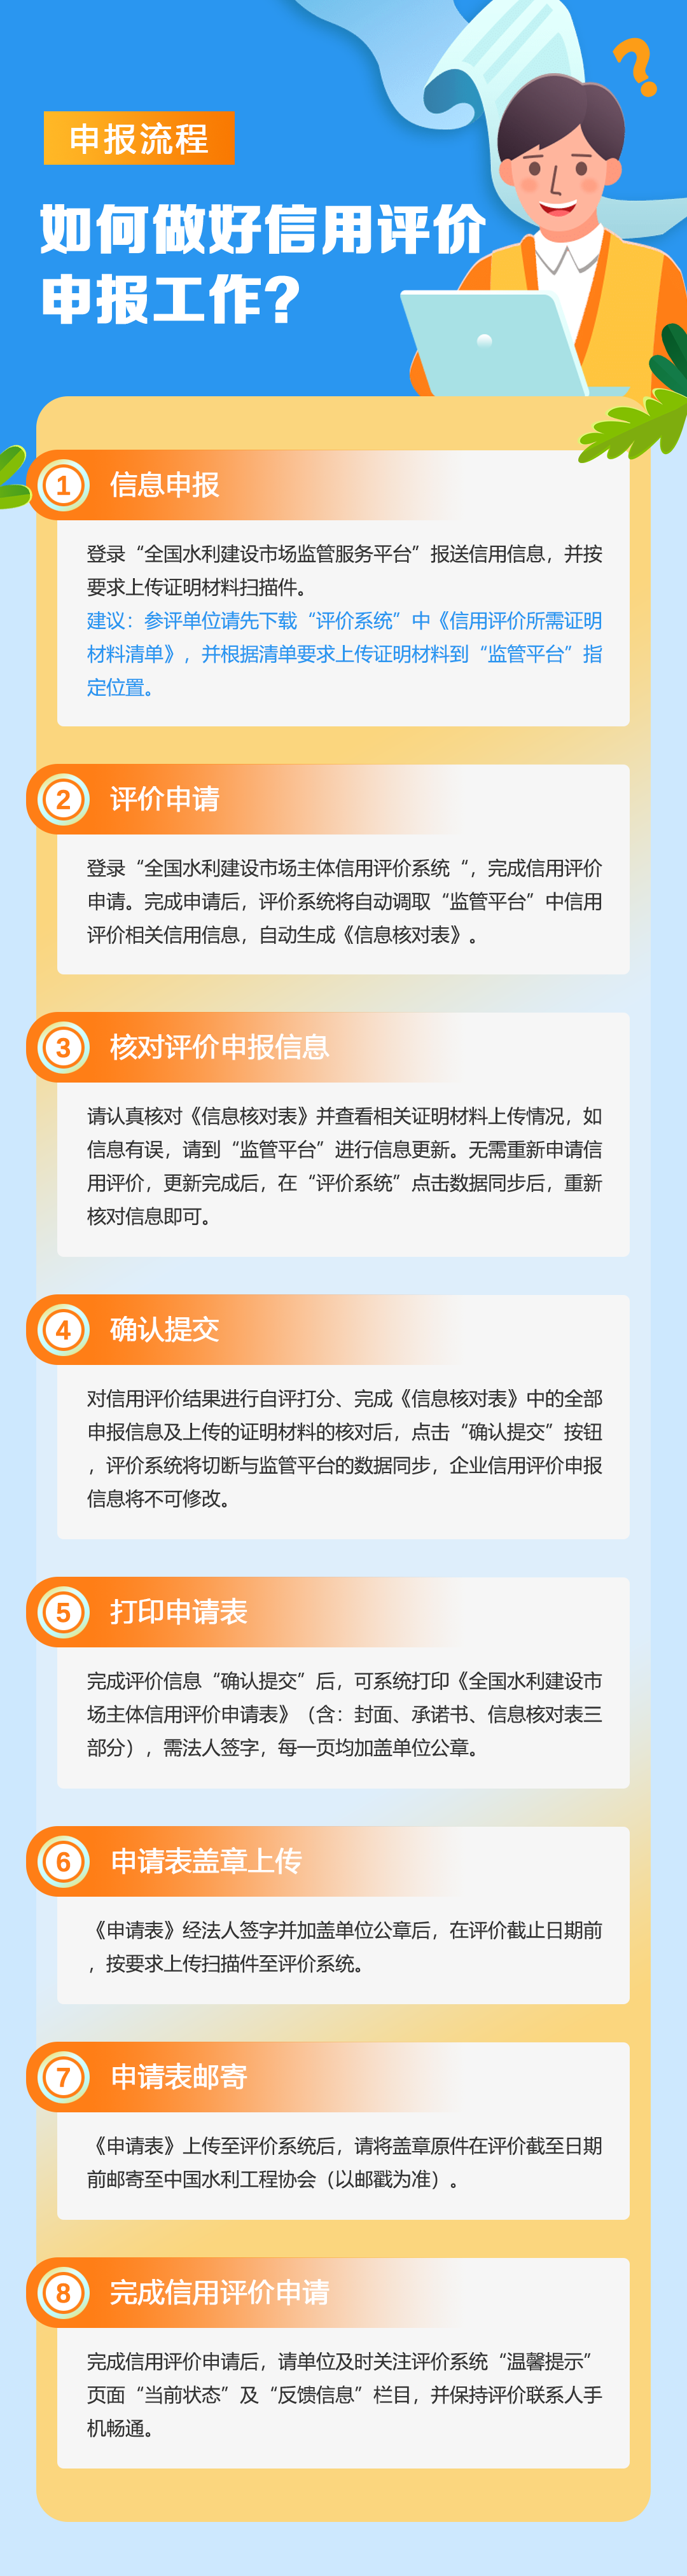 申报流程
如何做好信用评价
申报工作?
1 信息申报
登录“全国水利建设市场监管服务平台”报送信用信息，并按
要求上传证明材料扫描件。
建议：参评单位请先下载“评价系统”中《信用评价所需证明
材料清单》，并根据清单要求上传证明材料到“监管平台”指
定位置。
2 评价申请
登录“全国水利建设市场主体信用评价系统“，完成信用评价
申请。完成申请后，评价系统将自动调取“监管平台”中信用
评价相关信用信息，自动生成《信息核对表》。
3 核对评价申报信息
请认真核对《信息核对表》并查看相关证明材料上传情况，如
信息有误，请到“监管平台”进行信息更新。无需重新申请信
用评价，更新完成后，在“评价系统”点击数据同步后，重新
核对信息即可。
4 确认提交
对信用评价结果进行自评打分、完成《信息核对表》中的全部
申报信息及上传的证明材料的核对后，点击“确认提交”按钮
，评价系统将切断与监管平台的数据同步，企业信用评价申报
信息将不可修改。
5 打印申请表
完成评价信息“确认提交”后，可系统打印《全国水利建设市
场主体信用评价申请表》（含：封面、承诺书、信息核对表三
部分），需法人签字，每一页均加盖单位公章。
6 申请表盖章上传
《申请表》经法人签字并加盖单位公章后，在评价截止日期前
，按要求上传扫描件至评价系统。
7 申请表邮寄
《申请表》上传至评价系统后，请将盖章原件在评价截至日期
前邮寄至中国水利工程协会（以邮戳为准）。
8 完成信用评价申请
完成信用评价申请后，请单位及时关注评价系统“温馨提示”
页面“当前状态”及“反馈信息”栏目，并保持评价联系人手
机畅通。